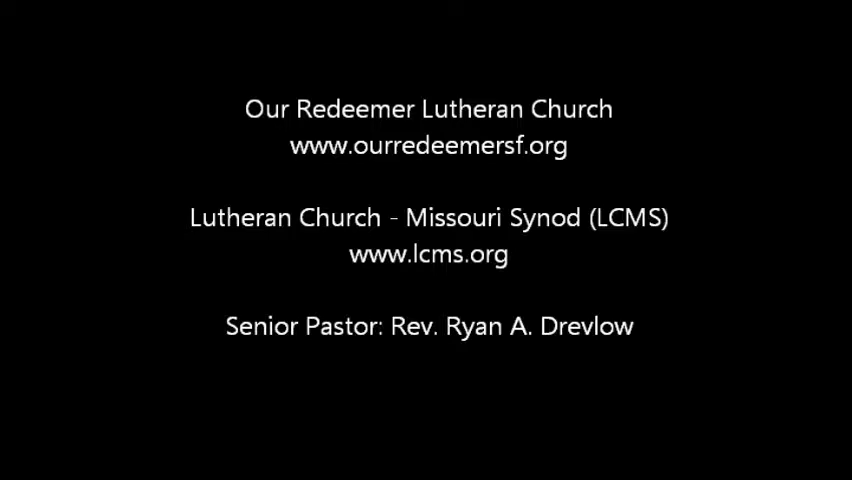 Our Redeemer Lutheran Church
www.ourredeemersf.org
Lutheran Church - Missouri Synod (LCMS)
www.lcms.org
Senior Pastor: Rev. Ryan A. Drevlow